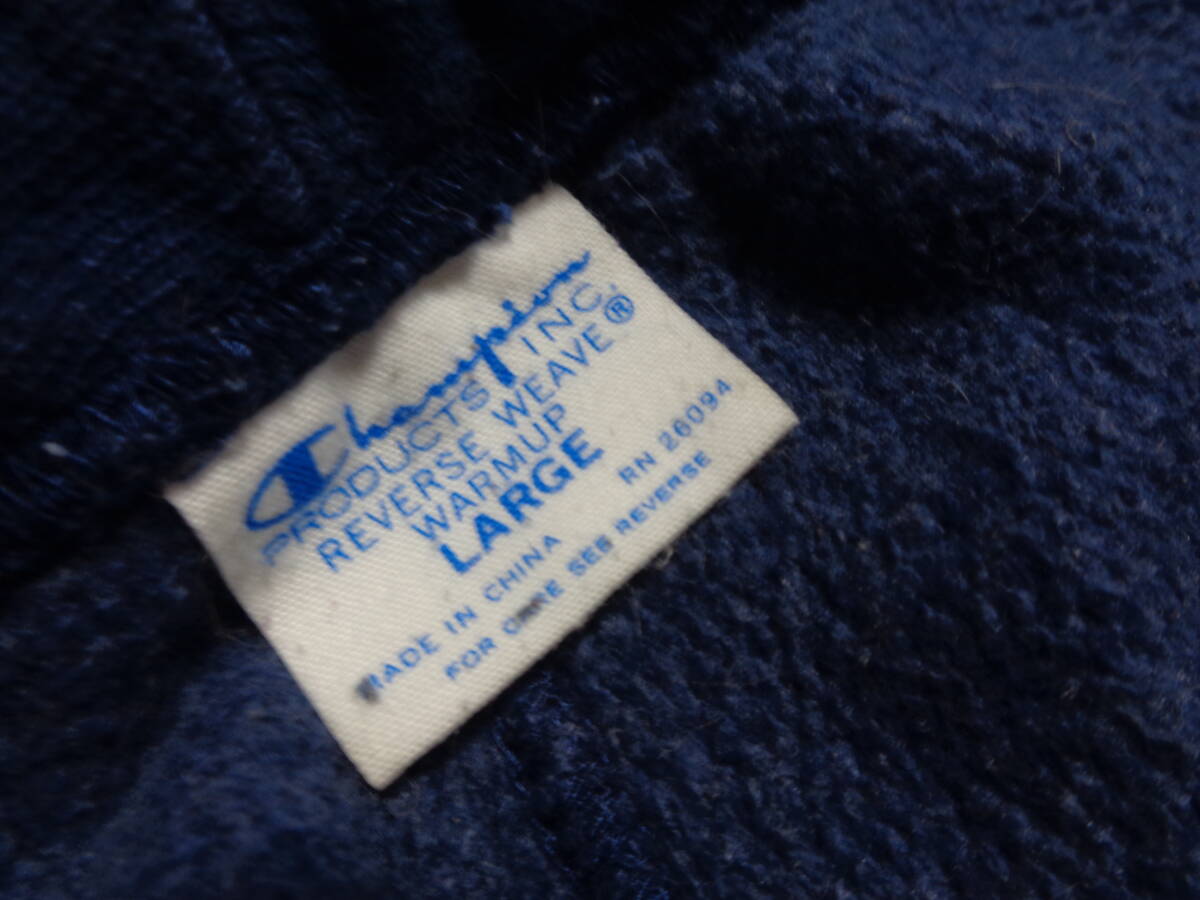 Champion
PRODUCTS INC.
REVERSE WEAVE®
WARMUP
LARGE
RN 26094
MADE IN CHINA
FOR CARE SEE REVERSE